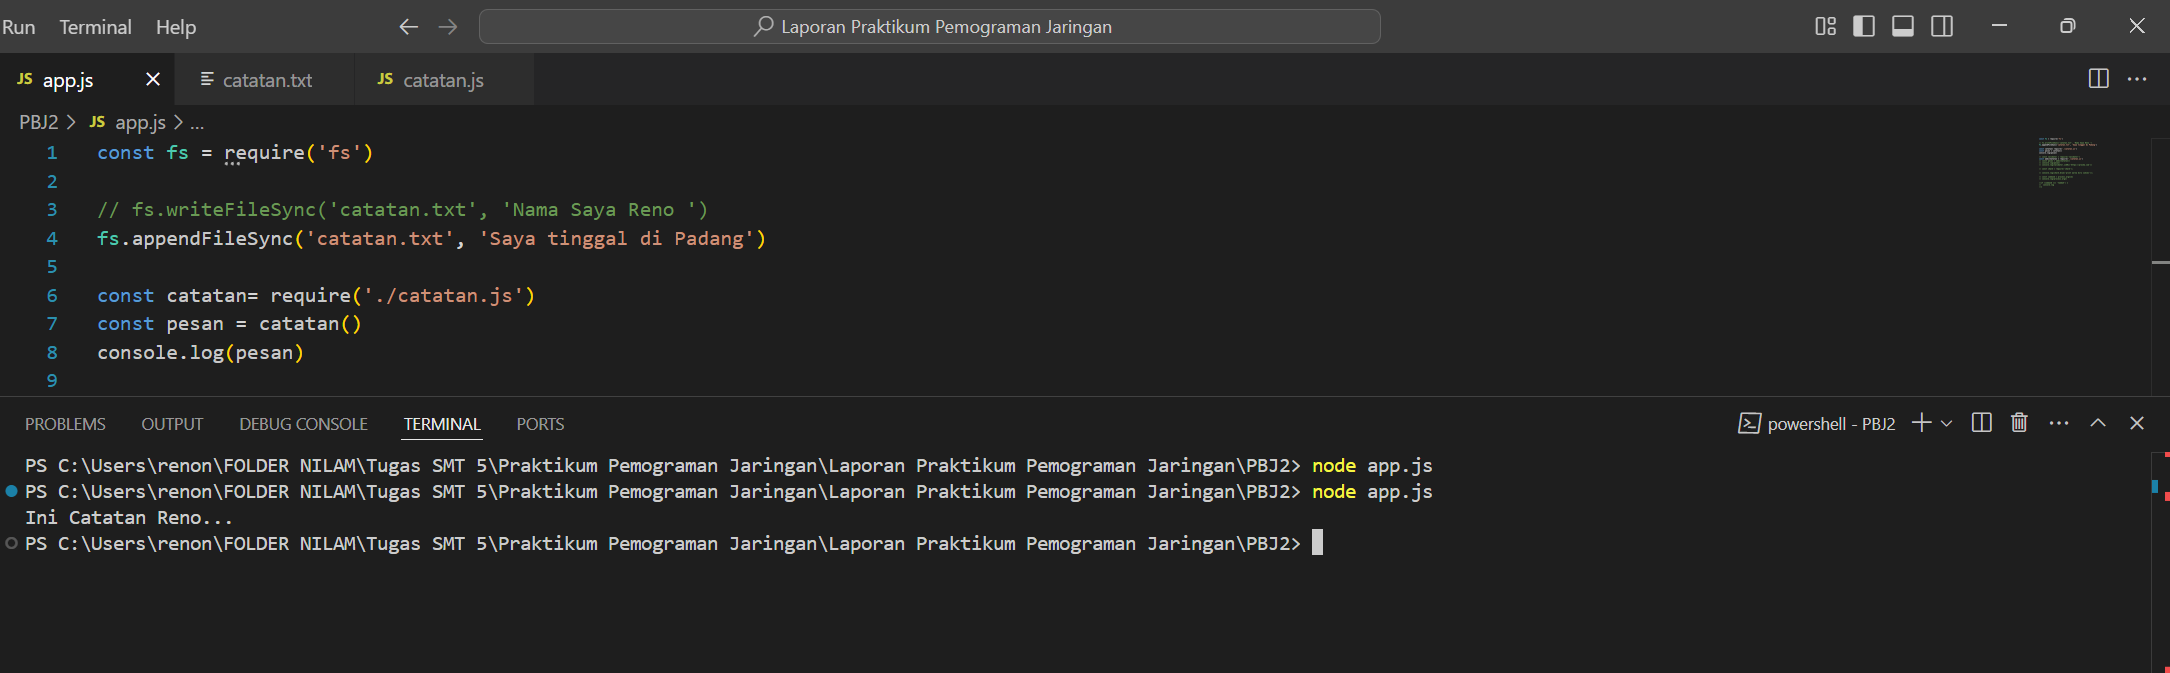 Run Terminal Help Laporan Praktikum Pemograman Jaringan
JS app.js catatan.txt JS catatan.js
PBJ2 > JS app.js > ...
1 const fs = require('fs')
2
3 // fs.writeFileSync('catatan.txt', 'Nama Saya Reno ')
4 fs.appendFileSync('catatan.txt', 'Saya tinggal di Padang')
5
6 const catatan= require('./catatan.js')
7 const pesan = catatan()
8 console.log(pesan)
9
PROBLEMS OUTPUT DEBUG CONSOLE TERMINAL PORTS powershell - PBJ2
PS C:\Users\renon\FOLDER NILAM\Tugas SMT 5\Praktikum Pemograman Jaringan\Laporan Praktikum Pemograman Jaringan\PBJ2> node app.js
PS C:\Users\renon\FOLDER NILAM\Tugas SMT 5\Praktikum Pemograman Jaringan\Laporan Praktikum Pemograman Jaringan\PBJ2> node app.js
Ini Catatan Reno...
PS C:\Users\renon\FOLDER NILAM\Tugas SMT 5\Praktikum Pemograman Jaringan\Laporan Praktikum Pemograman Jaringan\PBJ2>